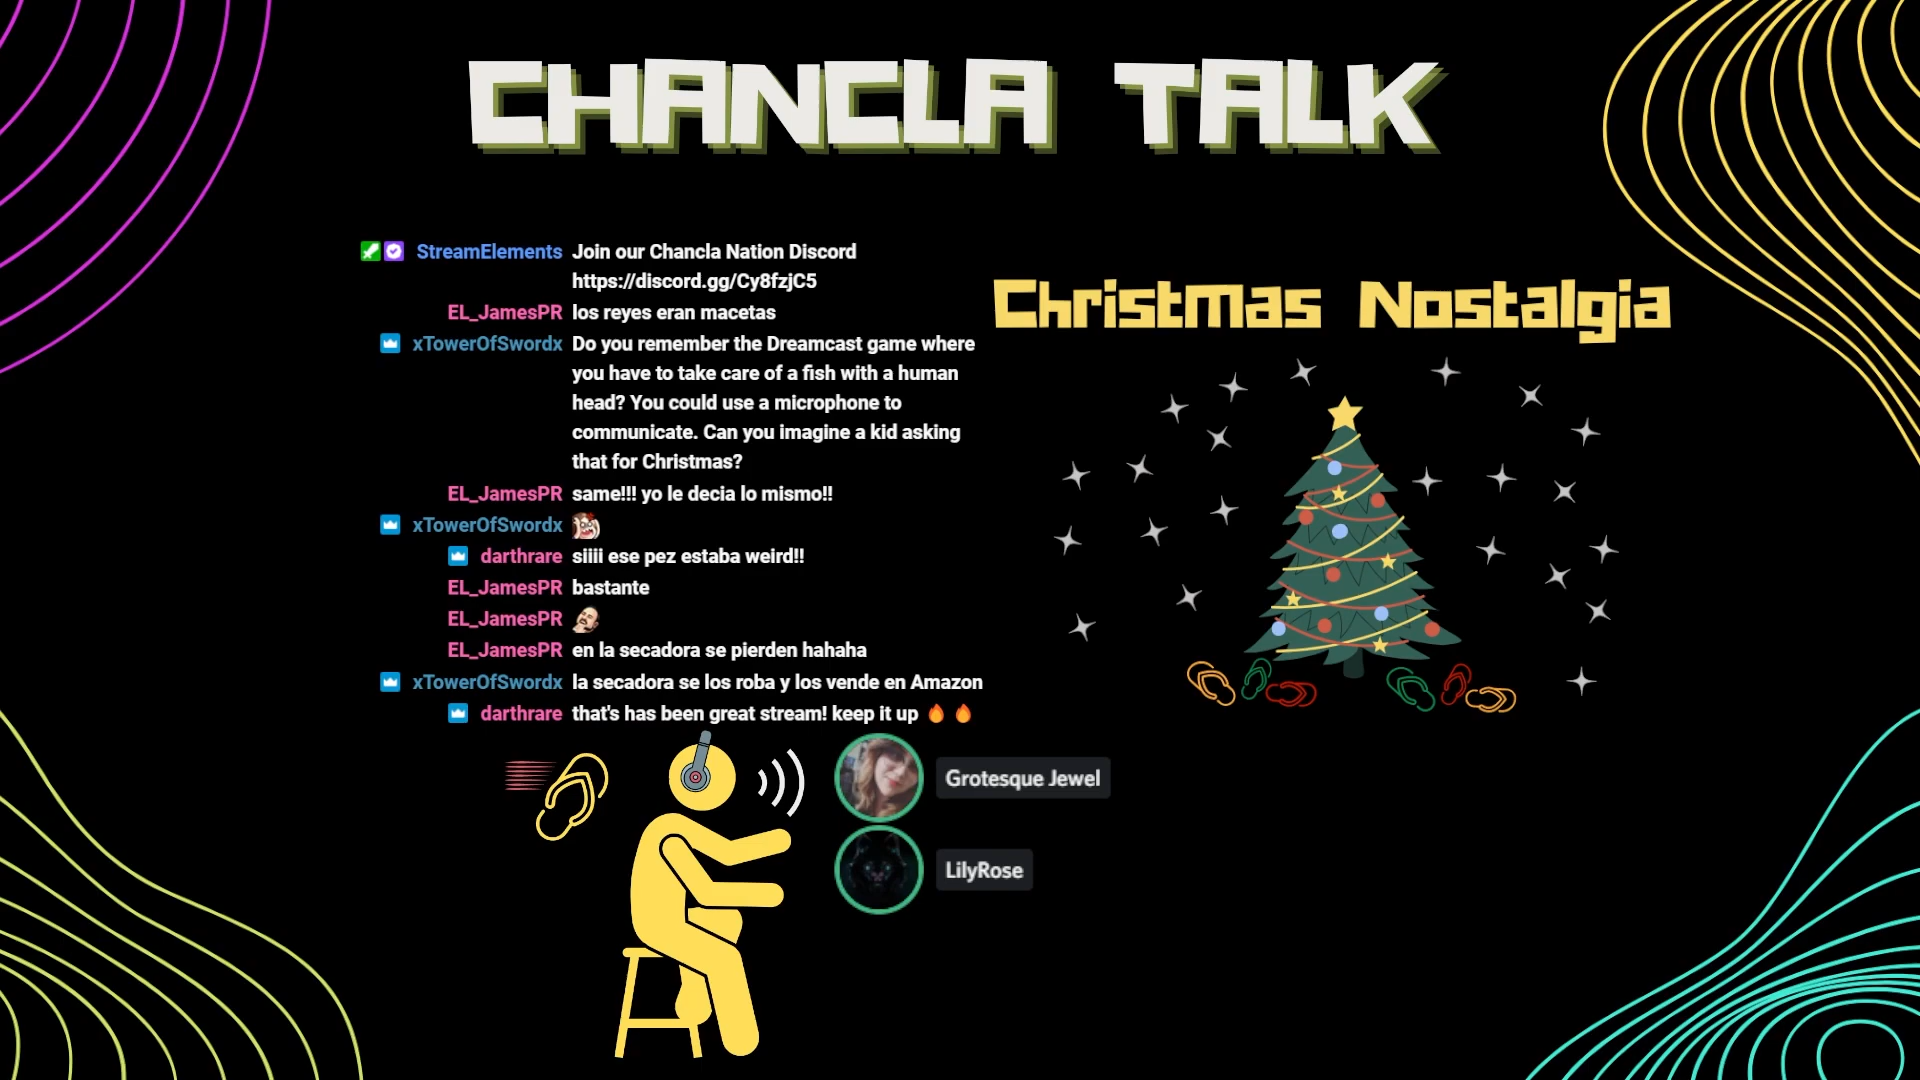 CHANCLA TALK
StreamElements Join our Chancla Nation Discord
https://discord.gg/Cy8fzjC5
EL_JamesPR los reyes eran macetas
xTowerOfSwordx Do you remember the Dreamcast game where
you have to take care of a fish with a human
head? You could use a microphone to
communicate. Can you imagine a kid asking
that for Christmas?
EL_JamesPR same!!! yo le decia lo mismo!!
xTowerOfSwordx
darthrare siiii ese pez estaba weird!!
EL_JamesPR bastante
EL_JamesPR
EL_JamesPR en la secadora se pierden hahaha
xTowerOfSwordx la secadora se los roba y los vende en Amazon
darthrare that's has been great stream! keep it up 🔥 🔥
Christmas Nostalgia
Grotesque Jewel
LilyRose